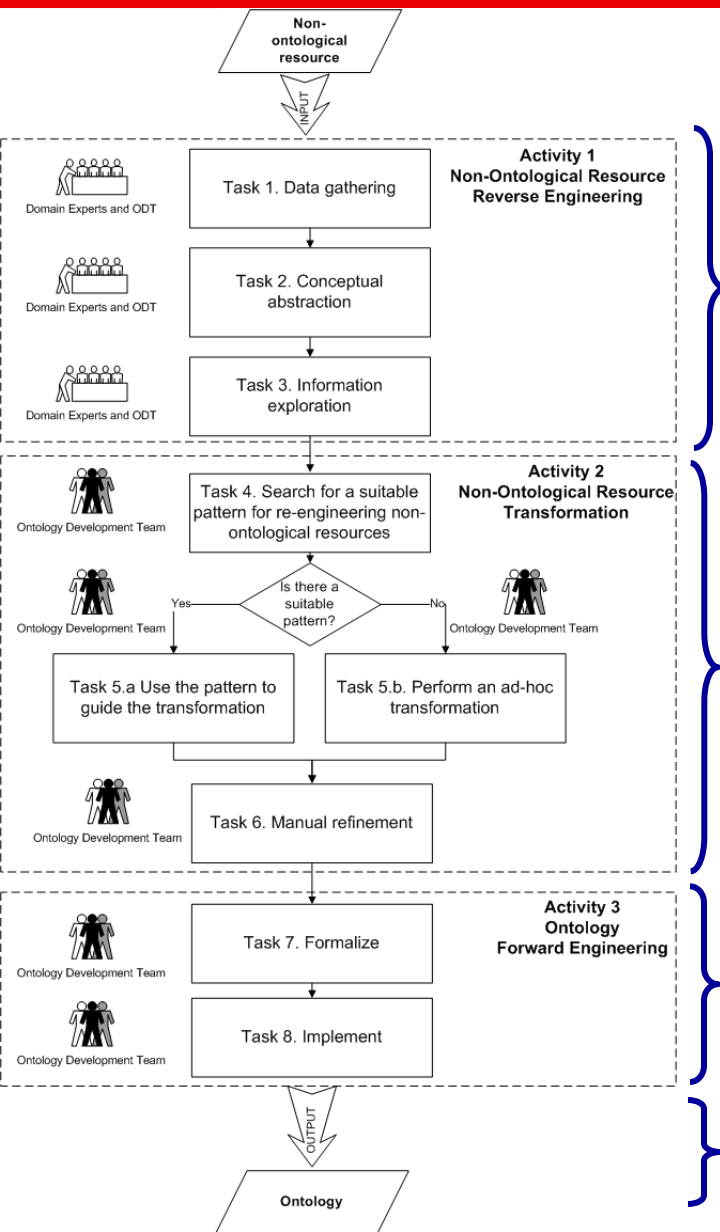 Non-
ontological
resource
INPUT
Activity 1
Non-Ontological Resource
Reverse Engineering
Task 1. Data gathering
Domain Experts and ODT
Task 2. Conceptual
abstraction
Domain Experts and ODT
Task 3. Information
exploration
Domain Experts and ODT
Activity 2
Non-Ontological Resource
Transformation
Task 4. Search for a suitable
pattern for re-engineering non-
ontological resources
Ontology Development Team
Is there a
suitable
pattern?
Yes
No
Ontology Development Team
Ontology Development Team
Task 5.a Use the pattern to
guide the transformation
Task 5.b. Perform an ad-hoc
transformation
Task 6. Manual refinement
Ontology Development Team
Activity 3
Ontology
Forward Engineering
Task 7. Formalize
Ontology Development Team
Task 8. Implement
Ontology Development Team
OUTPUT
Ontology